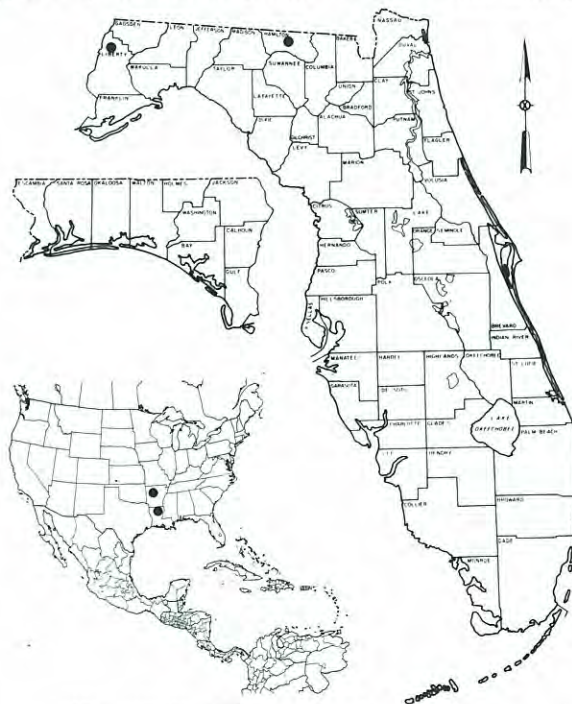 GADSDEN
LEON
JEFFERSON
MADISON
HAMILTON
NASSAU
BAKER
DUVAL
LIBERTY
WAKULLA
TAYLOR
SUWANNEE
COLUMBIA
FRANKLIN
LAFAYETTE
UNION
BRADFORD
CLAY
ST JOHNS
DIXIE
GILCHRIST
ALACHUA
PUTNAM
FLAGLER
LEVY
MARION
VOLUSIA
ESCAMBIA
SANTA ROSA
OKALOOSA
WALTON
HOLMES
JACKSON
WASHINGTON
BAY
CALHOUN
GULF
CITRUS
SUMTER
LAKE
ORANGE
SEMINOLE
HERNANDO
PASCO
POLK
OSCEOLA
HILLSBOROUGH
PINELLAS
BREVARD
INDIAN RIVER
MANATEE
HARDEE
HIGHLANDS
OKEECHOBEE
ST LUCIE
SARASOTA
DE SOTO
MARTIN
CHARLOTTE
GLADES
LAKE
OKEECHOBEE
PALM BEACH
LEE
HENDRY
COLLIER
BROWARD
DADE
MONROE